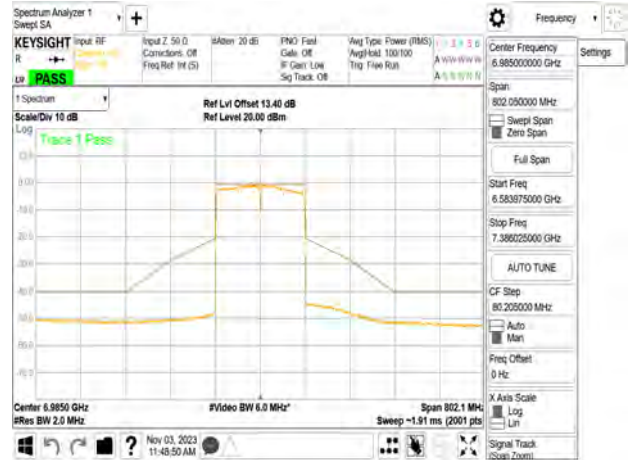 Spectrum Analyzer 1
Swept SA
Frequency
KEYSIGHT
Input: RF
Input Z: 50 Ω
#Atten: 20 dB
PNO: Fast
Avg Type: Power (RMS)
R
Corrections: Off
Gate: Off
Avg|Hold: 100/100
Freq Ref: Int (S)
IF Gain: Low
Trig: Free Run
Sig Track: Off
PASS
Center Frequency
6.985000000 GHz
Settings
Span
802.050000 MHz
Swept Span
Zero Span
Full Span
Start Freq
6.583975000 GHz
Stop Freq
7.386025000 GHz
AUTO TUNE
CF Step
80.205000 MHz
Auto
Man
Freq Offset
0 Hz
X Axis Scale
Log
Lin
Signal Track
(Span Zoom)
1 Spectrum
Ref Lvl Offset 13.40 dB
Scale/Div 10 dB
Ref Level 20.00 dBm
Log
Trace 1 Pass
Center 6.9850 GHz
#Video BW 6.0 MHz*
Span 802.1 MHz
#Res BW 2.0 MHz
Sweep ~1.91 ms (2001 pts)
?
Nov 03, 2023
11:48:50 AM